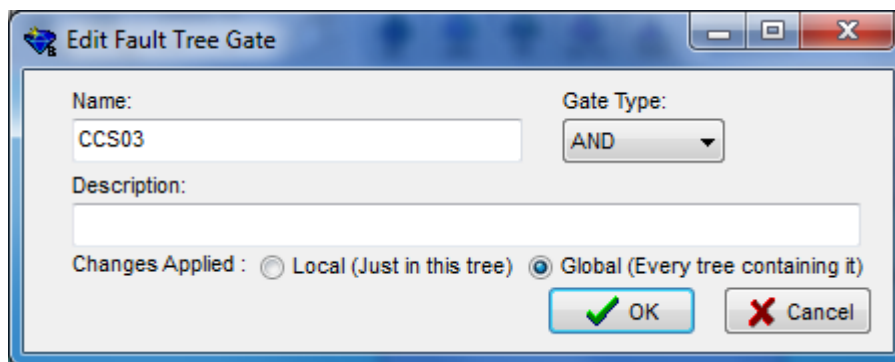 Edit Fault Tree Gate
Name: Gate Type:
CCS03 AND
Description:
Changes Applied : Local (Just in this tree) Global (Every tree containing it)
OK Cancel